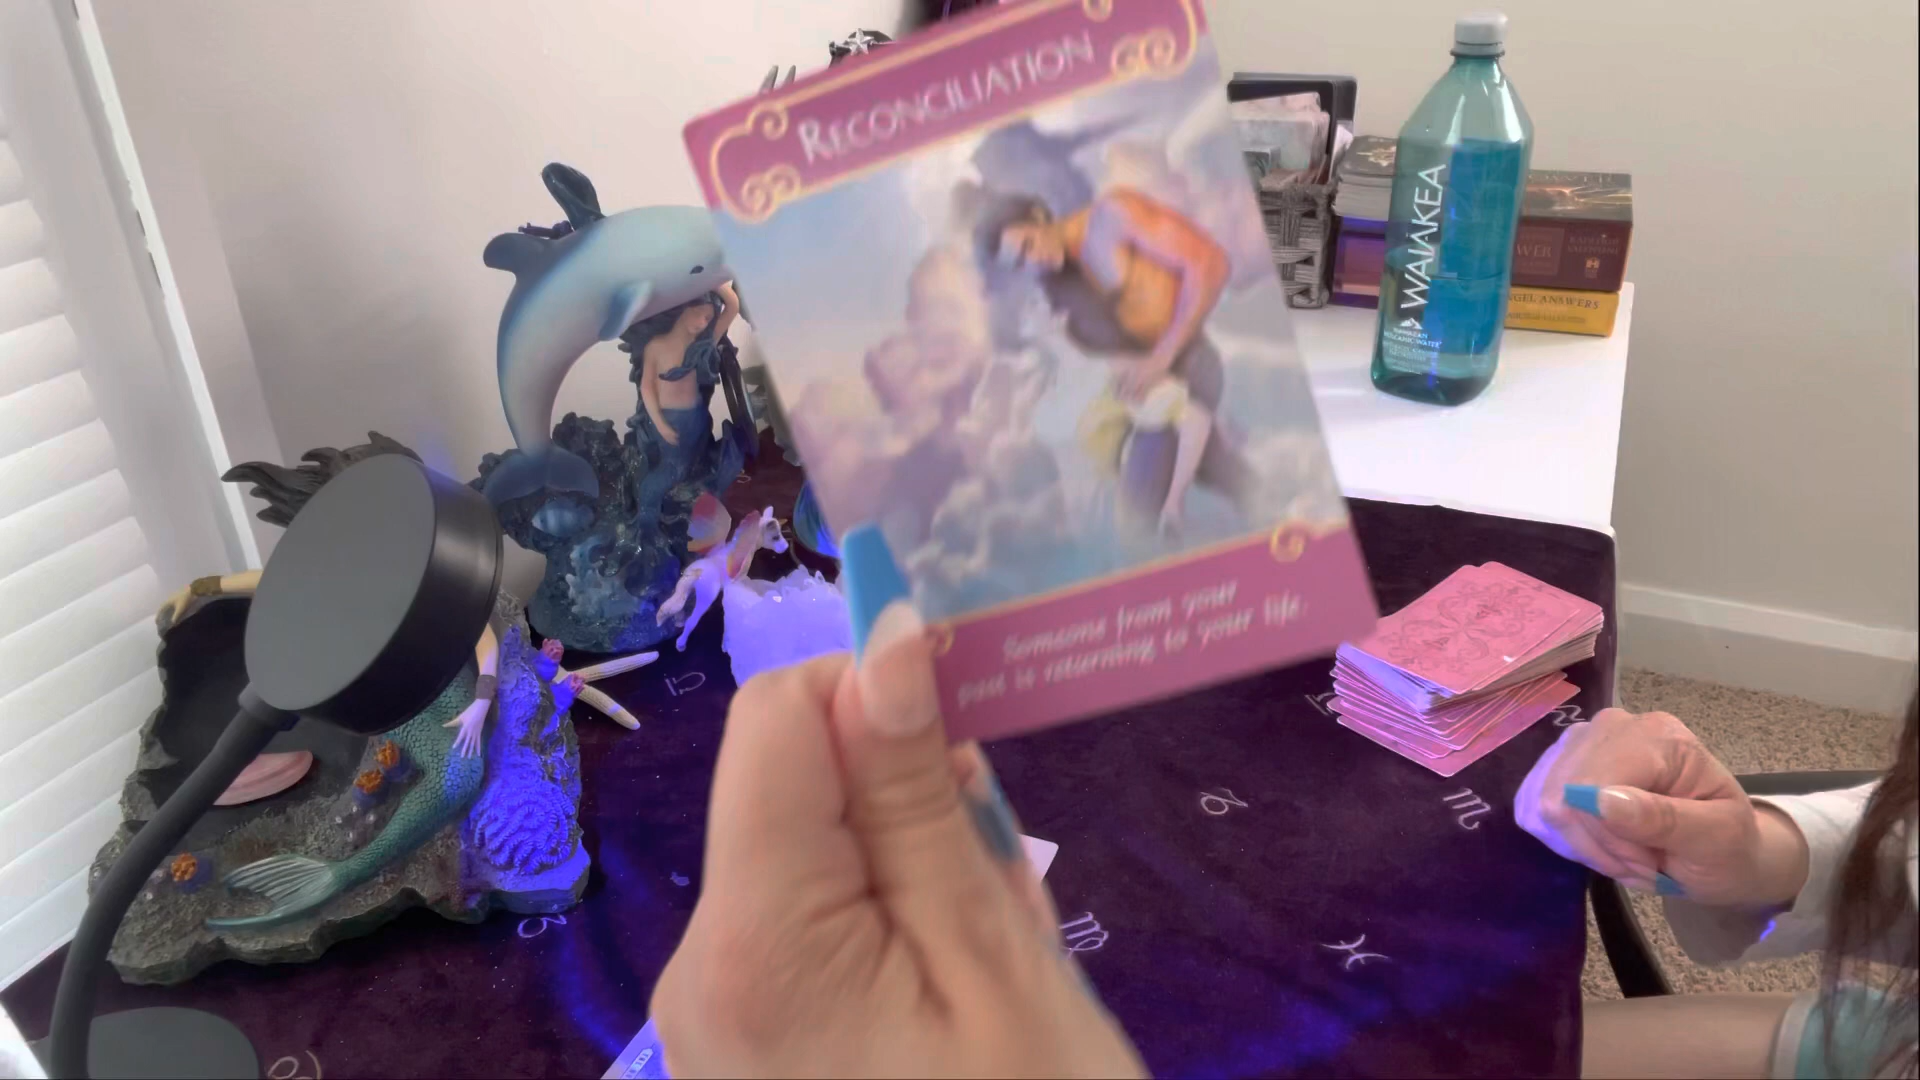 RECONCILIATION
Someone from your
past is returning to your life.
WAIAKEA
HAWAIIAN
VOLCANIC WATER
ANGEL ANSWERS